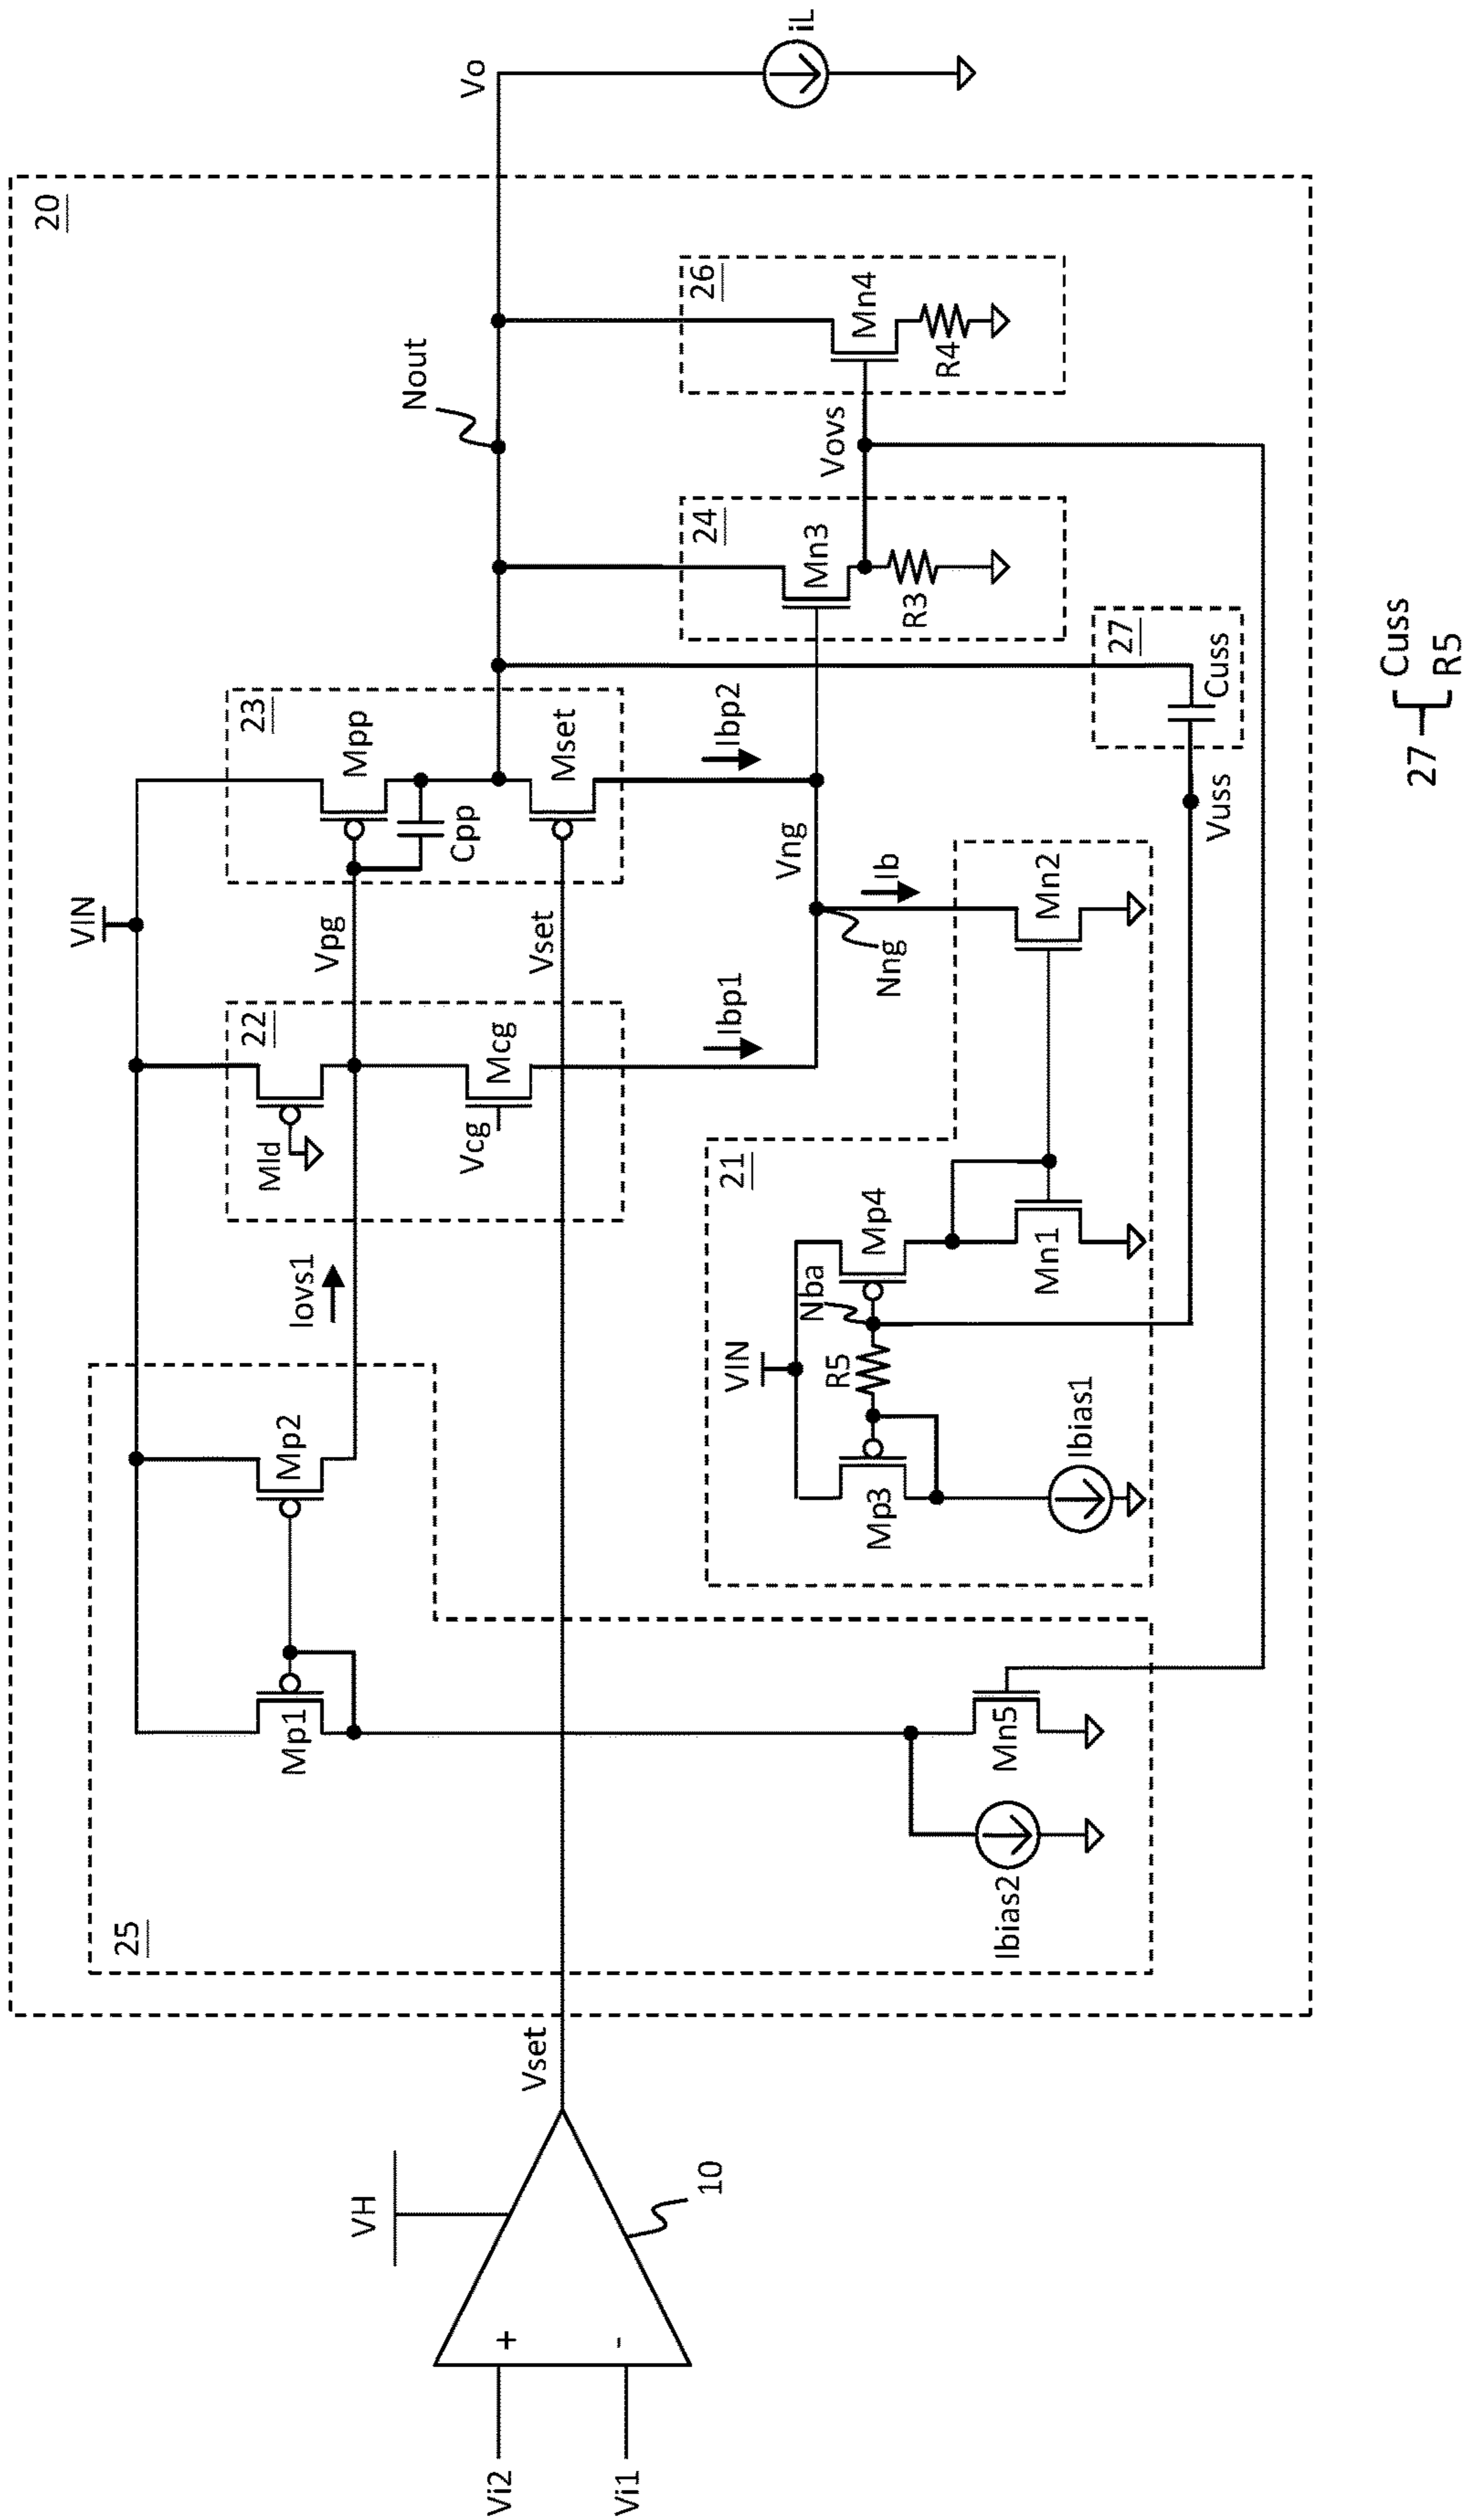 20
VIN
VIN
VH
Vi2
Vi1
+
-
10
Vset
25
Mp1
Mp2
Iovs1
Ibias2
Mn5
22
Mld
Vcg
Mcg
Vpg
Vset
23
Mpp
Cpp
Mset
Ibp1
Ibp2
Nout
Vo
iL
21
Mp3
R5
Nba
Mp4
Ibias1
Mn1
Mn2
Nng
Ib
Vng
24
Mn3
R3
Vovs
26
Mn4
R4
27
Cuss
Vuss
27
Cuss
R5